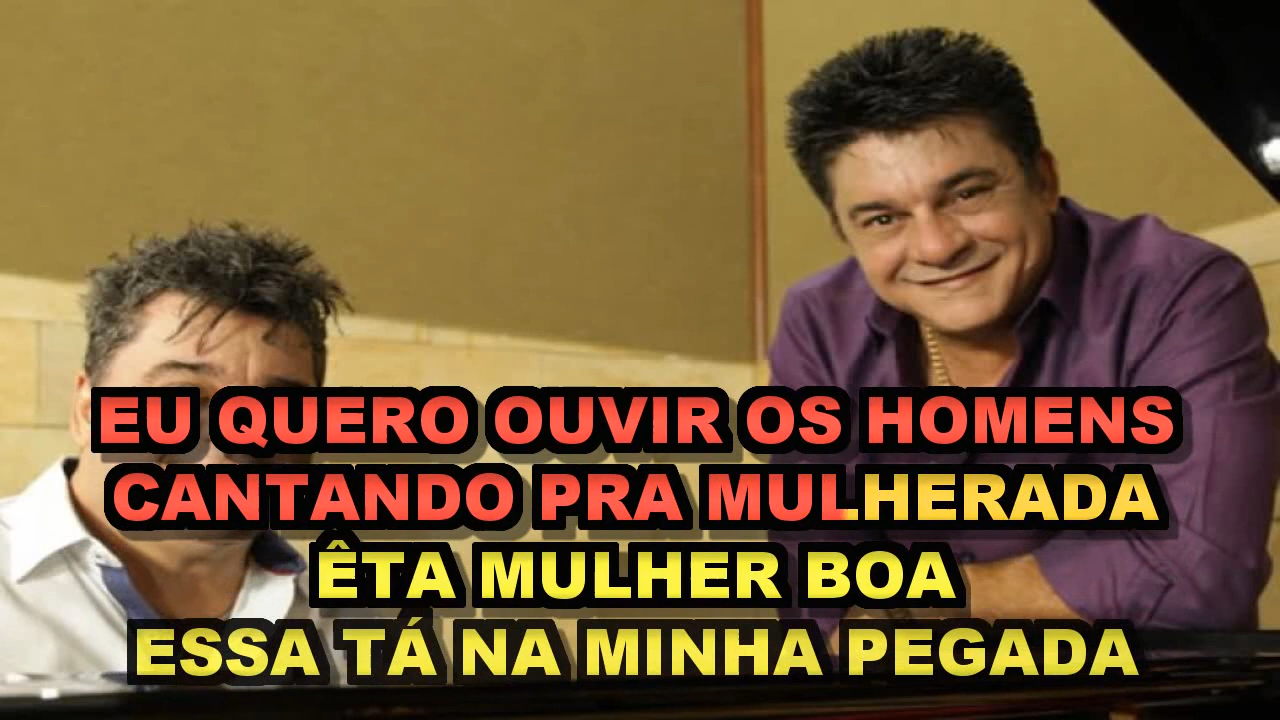 EU QUERO OUVIR OS HOMENS
CANTANDO PRA MULHERADA
ÊTA MULHER BOA
ESSA TÁ NA MINHA PEGADA